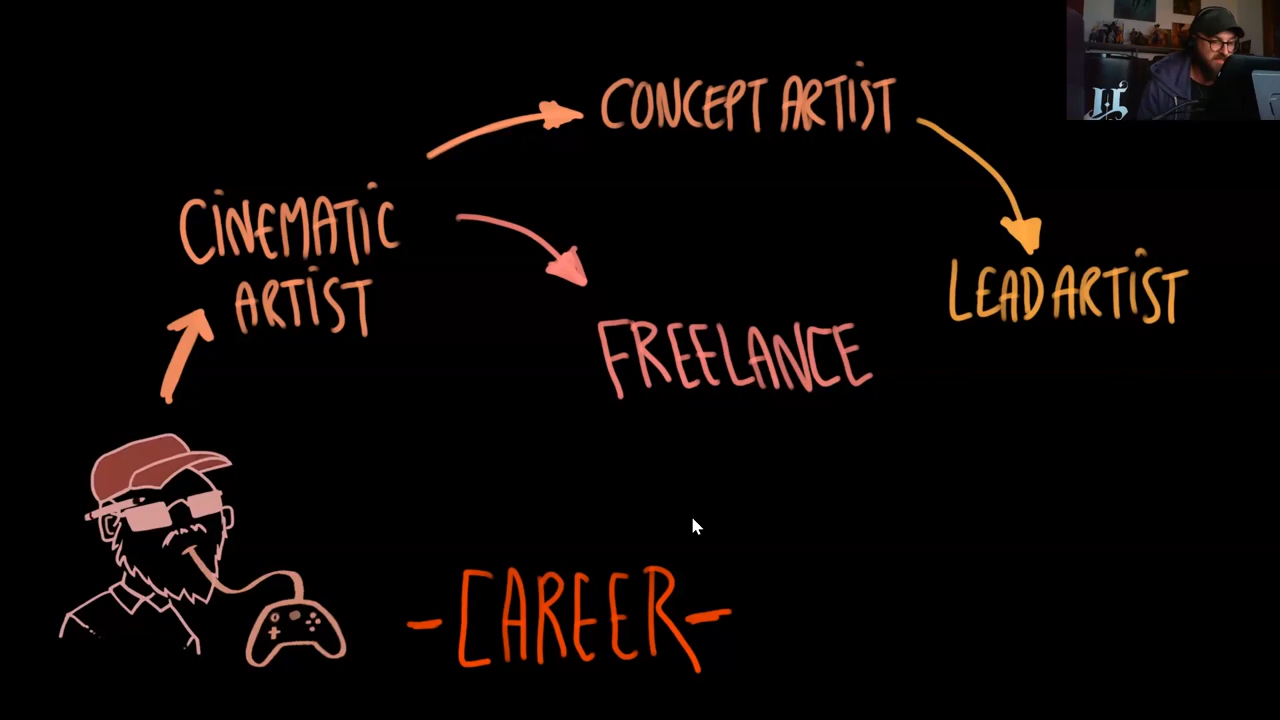 CONCEPT ARTIST
CINEMATIC
ARTIST
LEAD ARTIST
FREELANCE
-CAREER-